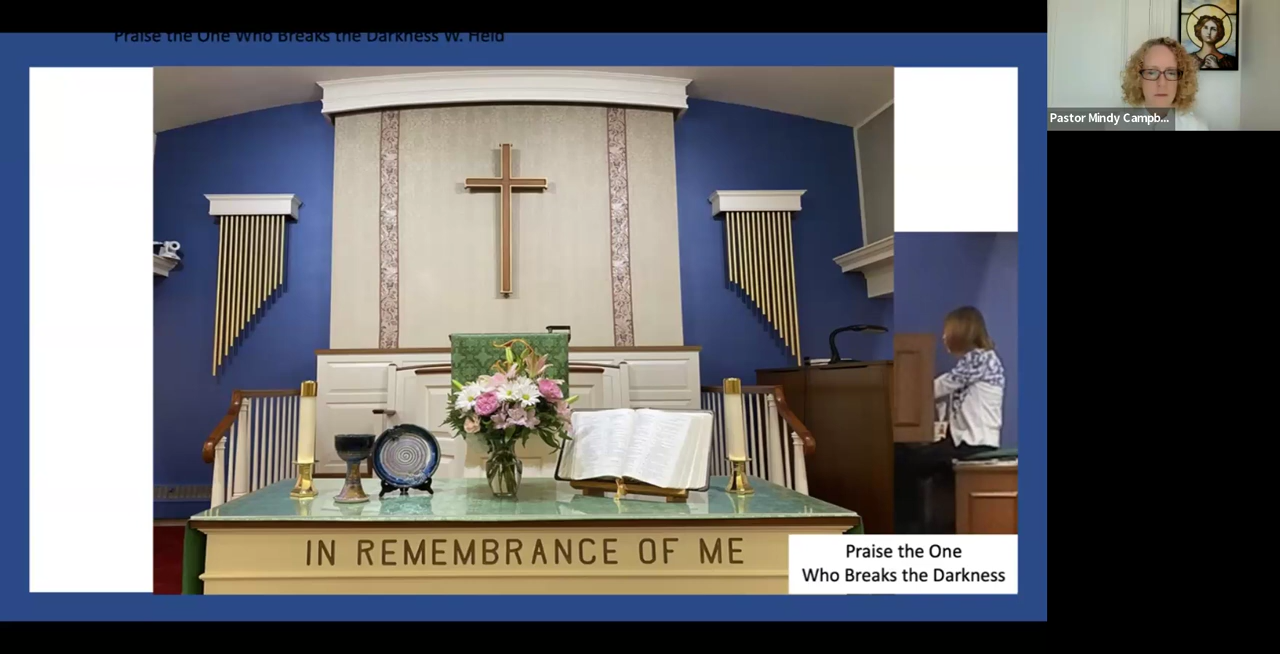 Praise the One Who Breaks the Darkness W. Held
Pastor Mindy Campb...
IN REMEMBRANCE OF ME
Praise the One
Who Breaks the Darkness